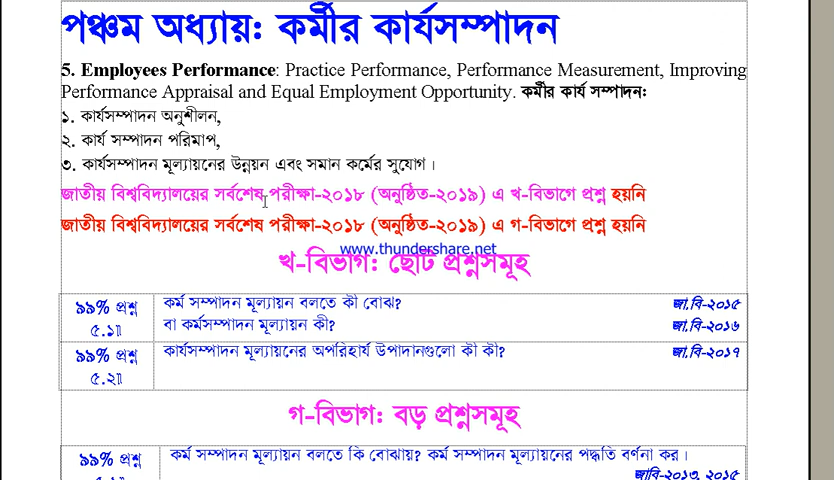 পঞ্চম অধ্যায়: কর্মীর কার্যসম্পাদন
5. Employees Performance: Practice Performance, Performance Measurement, Improving
Performance Appraisal and Equal Employment Opportunity. কর্মীর কার্য সম্পাদন:
১. কার্যসম্পাদন অনুশীলন,
২. কার্য সম্পাদন পরিমাপ,
৩. কার্যসম্পাদন মূল্যায়নের উন্নয়ন এবং সমান কর্মের সুযোগ।
জাতীয় বিশ্ববিদ্যালয়ের সর্বশেষ পরীক্ষা-২০১৮ (অনুষ্ঠিত-২০১৯) এ খ-বিভাগে প্রশ্ন হয়নি
জাতীয় বিশ্ববিদ্যালয়ের সর্বশেষ পরীক্ষা-২০১৮ (অনুষ্ঠিত-২০১৯) এ গ-বিভাগে প্রশ্ন হয়নি
www.thundershare.net
খ-বিভাগ: ছোট প্রশ্নসমূহ
৯৯% প্রশ্ন কর্ম সম্পাদন মূল্যায়ন বলতে কী বোঝ? জা.বি-২০১৫
৫.১॥ বা কর্মসম্পাদন মূল্যায়ন কী? জা.বি-২০১৬
৯৯% প্রশ্ন কার্যসম্পাদন মূল্যায়নের অপরিহার্য উপাদানগুলো কী কী? জা.বি-২০১৭
৫.২॥
গ-বিভাগ: বড় প্রশ্নসমূহ
৯৯% প্রশ্ন কর্ম সম্পাদন মূল্যায়ন বলতে কি বোঝায়? কর্ম সম্পাদন মূল্যায়নের পদ্ধতি বর্ণনা কর।
জাবি-২০১৩, ২০১৫